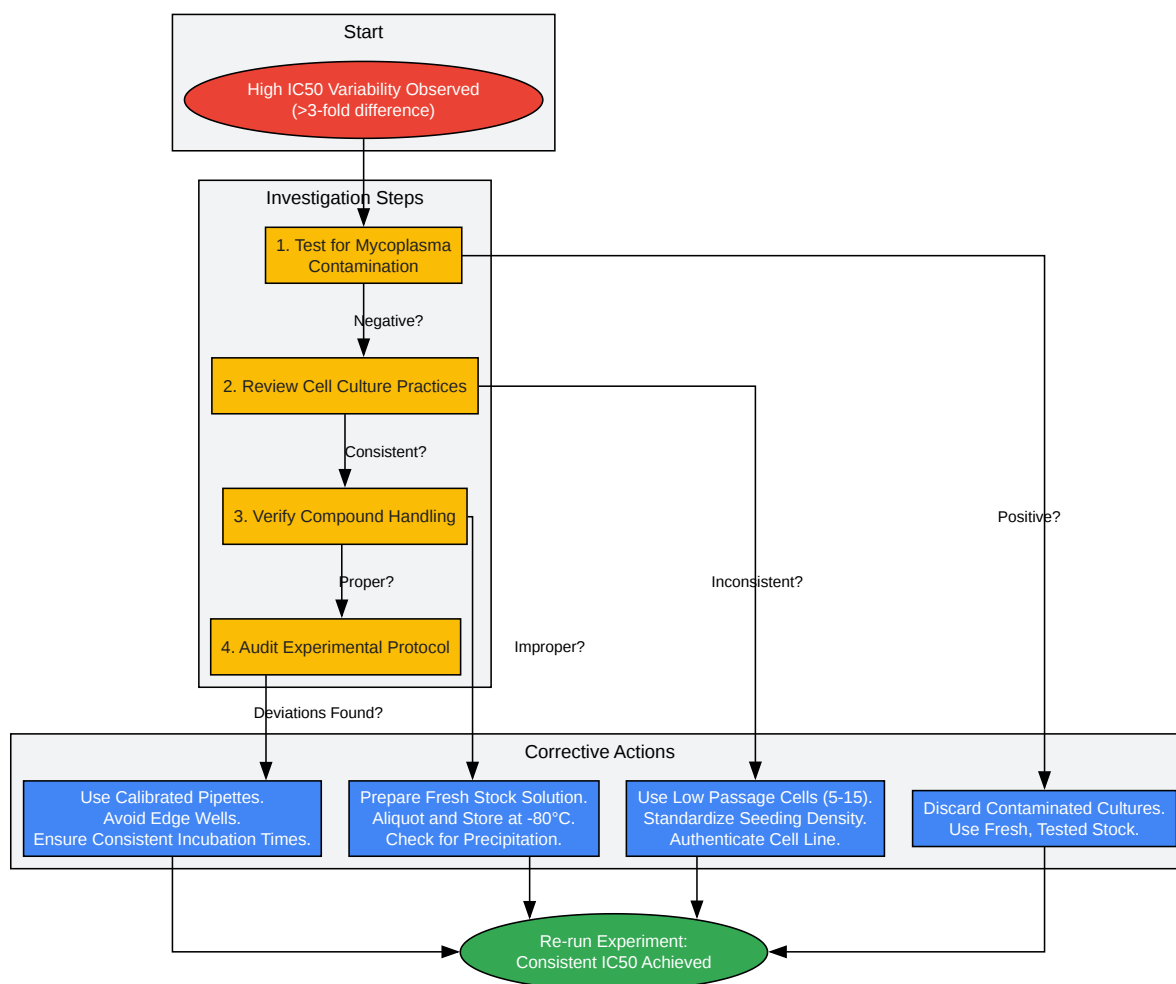 Start
High IC50 Variability Observed
(>3-fold difference)
Investigation Steps
1. Test for Mycoplasma
Contamination
Negative?
2. Review Cell Culture Practices
Consistent?
3. Verify Compound Handling
Positive?
Proper?
Inconsistent?
4. Audit Experimental Protocol
Improper?
Deviations Found?
Corrective Actions
Use Calibrated Pipettes.
Avoid Edge Wells.
Ensure Consistent Incubation Times.
Prepare Fresh Stock Solution.
Aliquot and Store at -80°C.
Check for Precipitation.
Use Low Passage Cells (5-15).
Standardize Seeding Density.
Authenticate Cell Line.
Discard Contaminated Cultures.
Use Fresh, Tested Stock.
Re-run Experiment:
Consistent IC50 Achieved